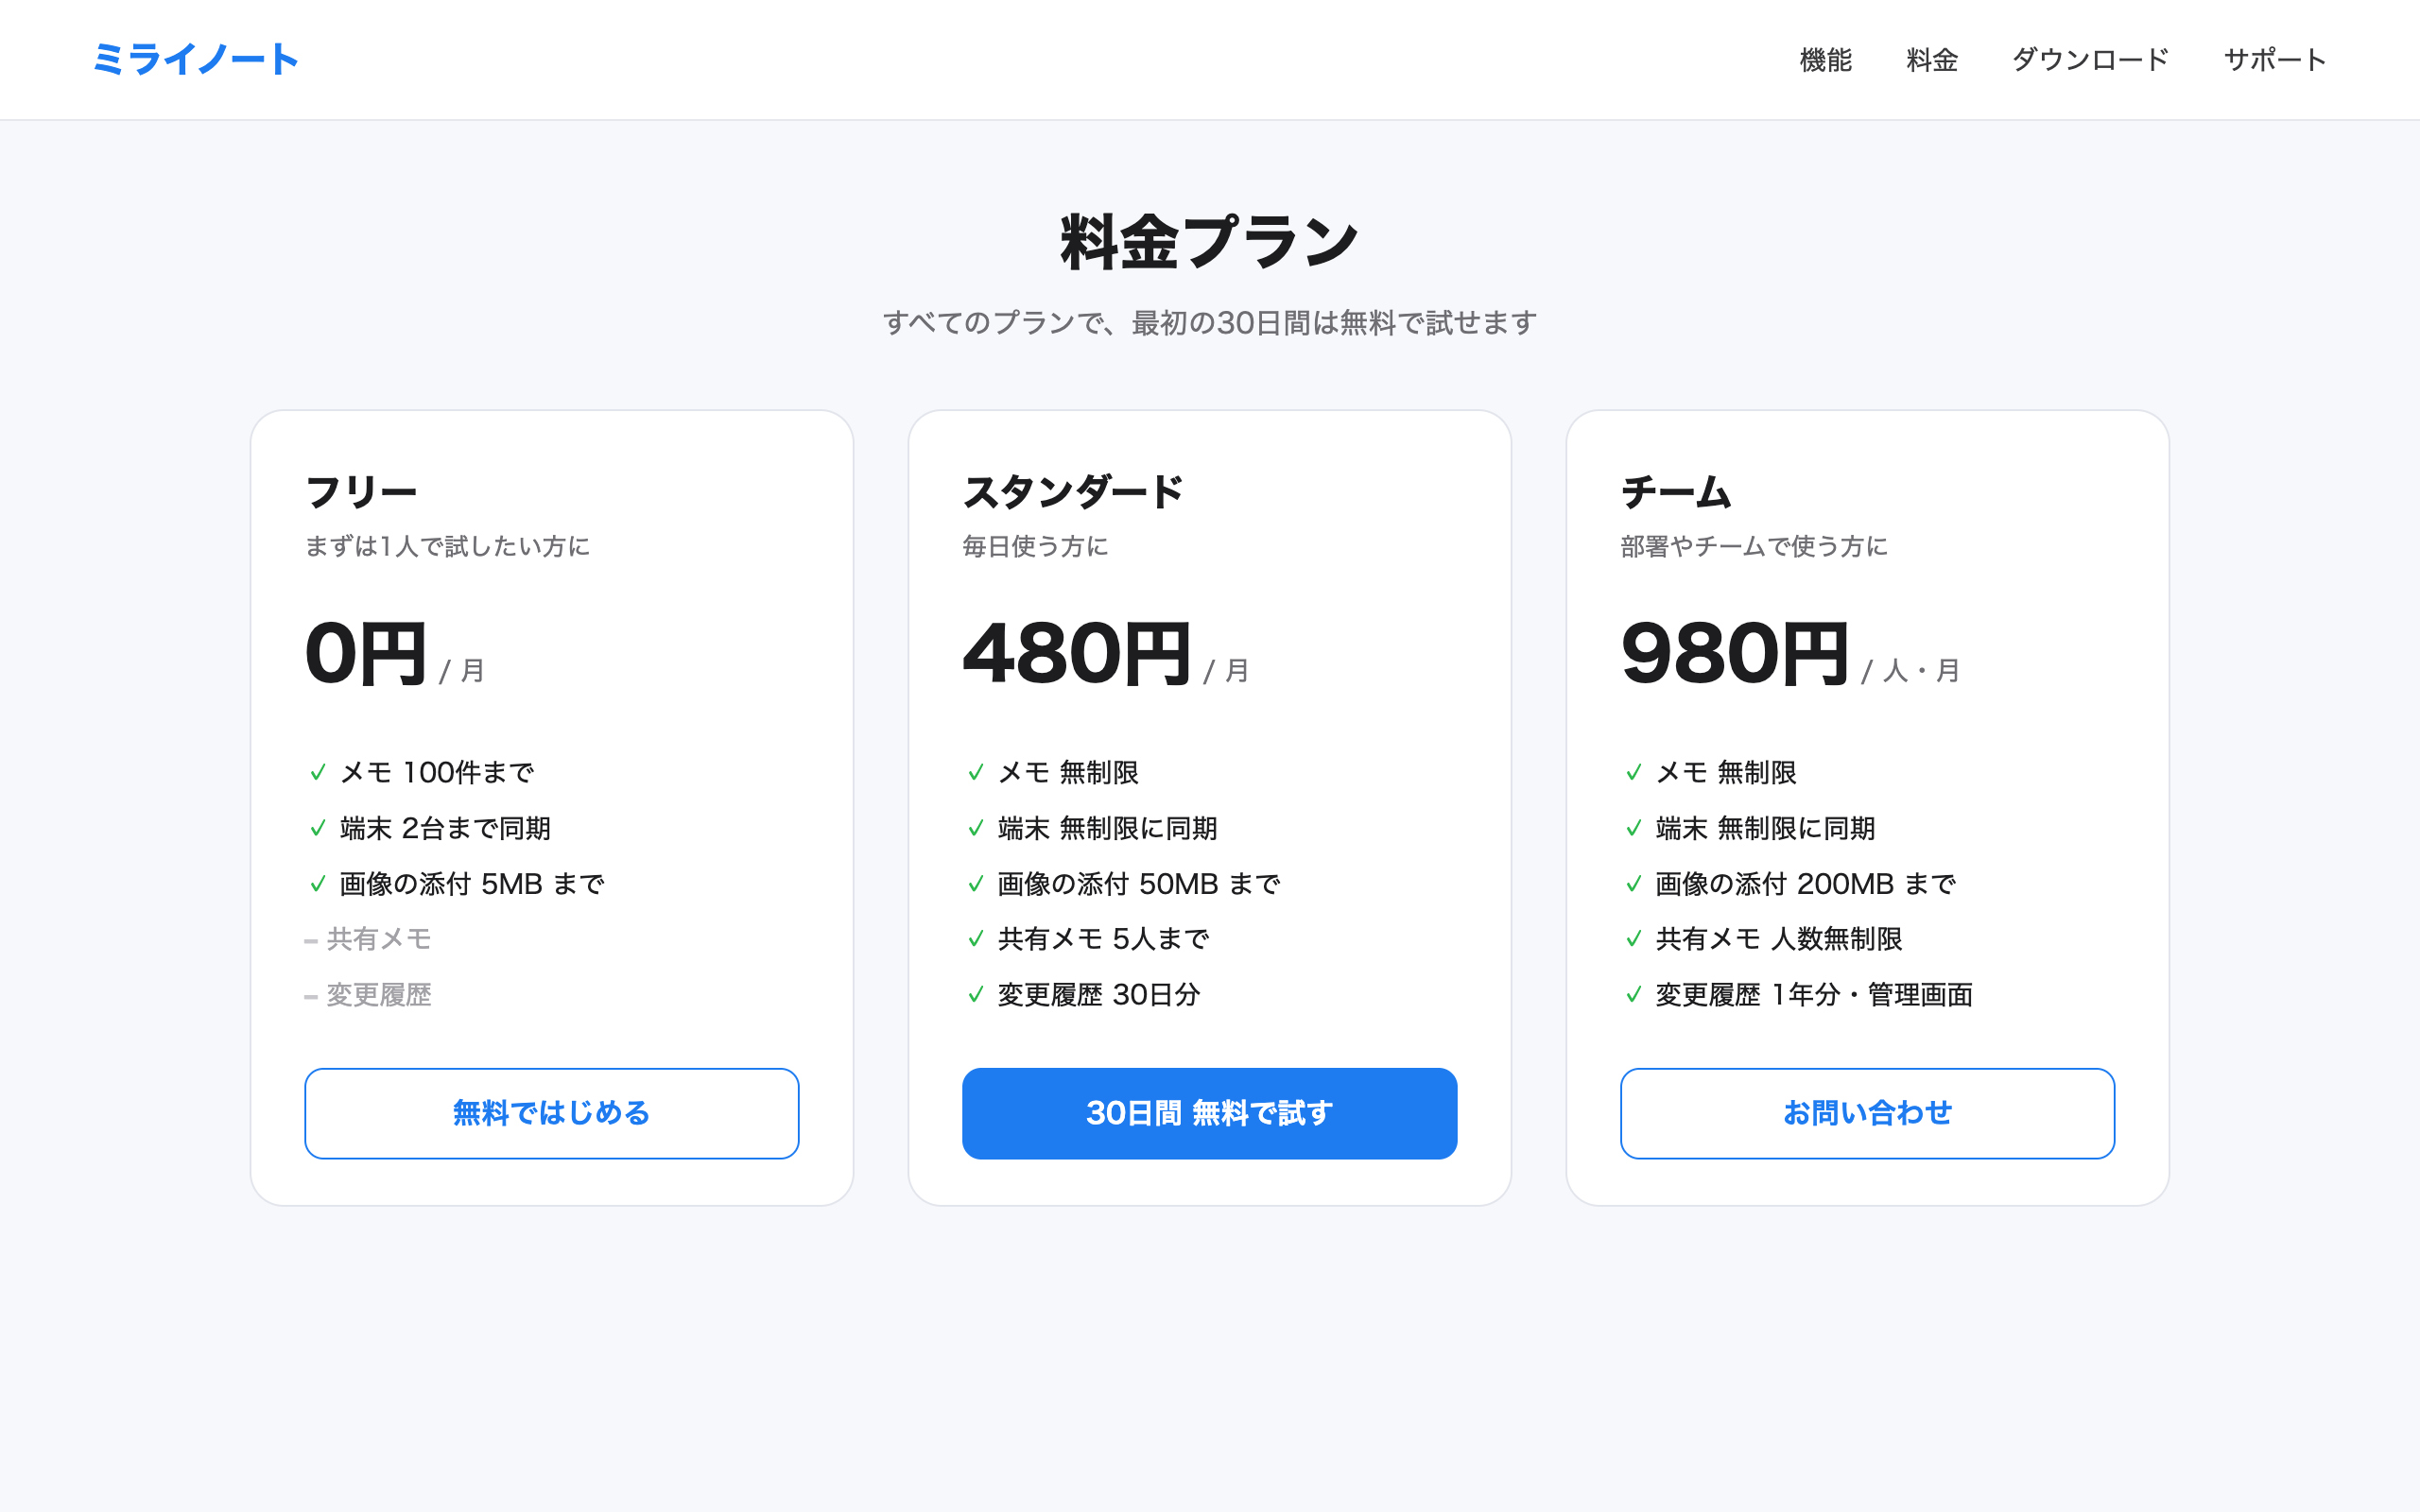 ミライノート
機能 料金 ダウンロード サポート
料金プラン
すべてのプランで、最初の30日間は無料で試せます
フリー
まずは1人で試したい方に
0円 / 月
✓ メモ 100件まで
✓ 端末 2台まで同期
✓ 画像の添付 5MB まで
– 共有メモ
– 変更履歴
無料ではじめる
スタンダード
毎日使う方に
480円 / 月
✓ メモ 無制限
✓ 端末 無制限に同期
✓ 画像の添付 50MB まで
✓ 共有メモ 5人まで
✓ 変更履歴 30日分
30日間 無料で試す
チーム
部署やチームで使う方に
980円 / 人・月
✓ メモ 無制限
✓ 端末 無制限に同期
✓ 画像の添付 200MB まで
✓ 共有メモ 人数無制限
✓ 変更履歴 1年分・管理画面
お問い合わせ